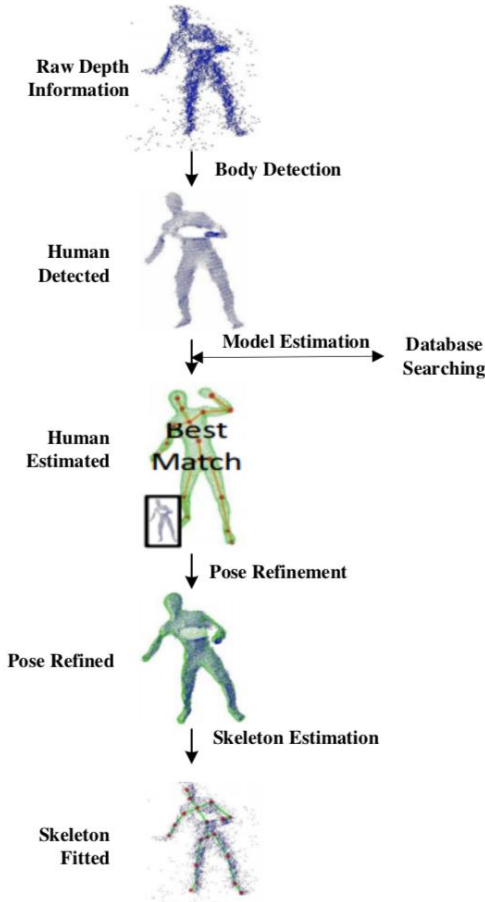 Raw Depth
Information
Body Detection
Human
Detected
Model Estimation
Database
Searching
Human
Estimated
Best
Match
Pose Refinement
Pose Refined
Skeleton Estimation
Skeleton
Fitted